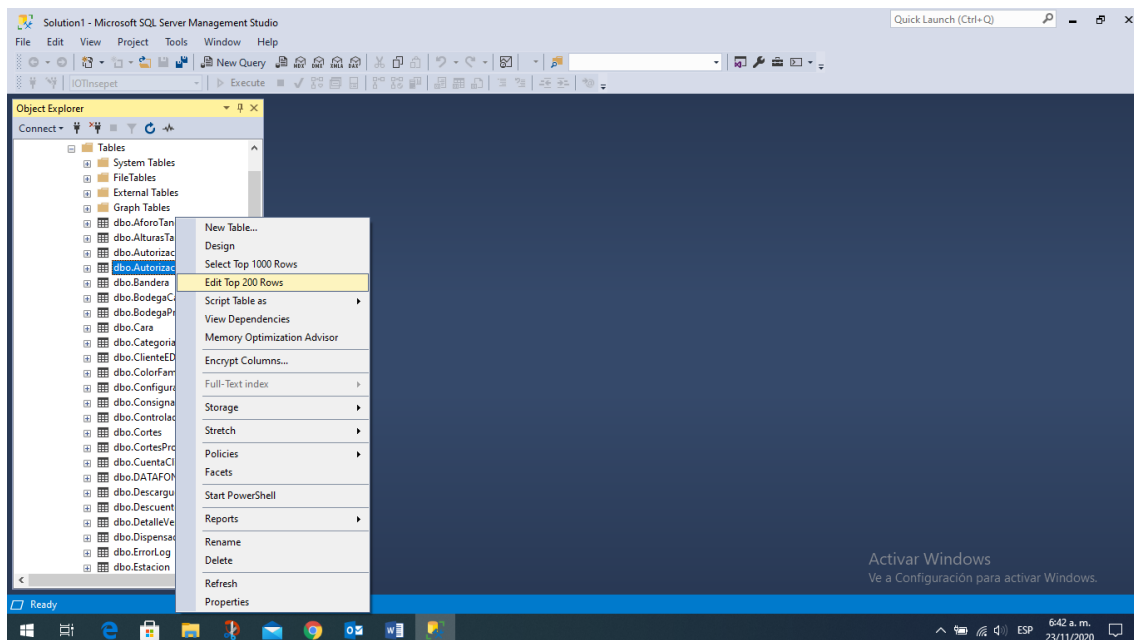 Solution1 - Microsoft SQL Server Management Studio
Quick Launch (Ctrl+Q)
File Edit View Project Tools Window Help
New Query MDX DMX XMLA DAX
IOTInsepet Execute
Object Explorer
Connect
Tables
System Tables
FileTables
External Tables
Graph Tables
dbo.AforoTan
dbo.AlturasTa
dbo.Autorizac
dbo.Autorizac
dbo.Bandera
dbo.BodegaCa
dbo.BodegaPr
dbo.Cara
dbo.Categoria
dbo.ClienteED
dbo.ColorFam
dbo.Configura
dbo.Consigna
dbo.Controlad
dbo.Cortes
dbo.CortesPro
dbo.CuentaCl
dbo.DATAFON
dbo.Descargu
dbo.Descuent
dbo.DetalleVe
dbo.Dispensad
dbo.ErrorLog
dbo.Estacion
New Table...
Design
Select Top 1000 Rows
Edit Top 200 Rows
Script Table as
View Dependencies
Memory Optimization Advisor
Encrypt Columns...
Full-Text index
Storage
Stretch
Policies
Facets
Start PowerShell
Reports
Rename
Delete
Refresh
Properties
Activar Windows
Ve a Configuración para activar Windows.
Ready
ESP
6:42 a. m.
23/11/2020